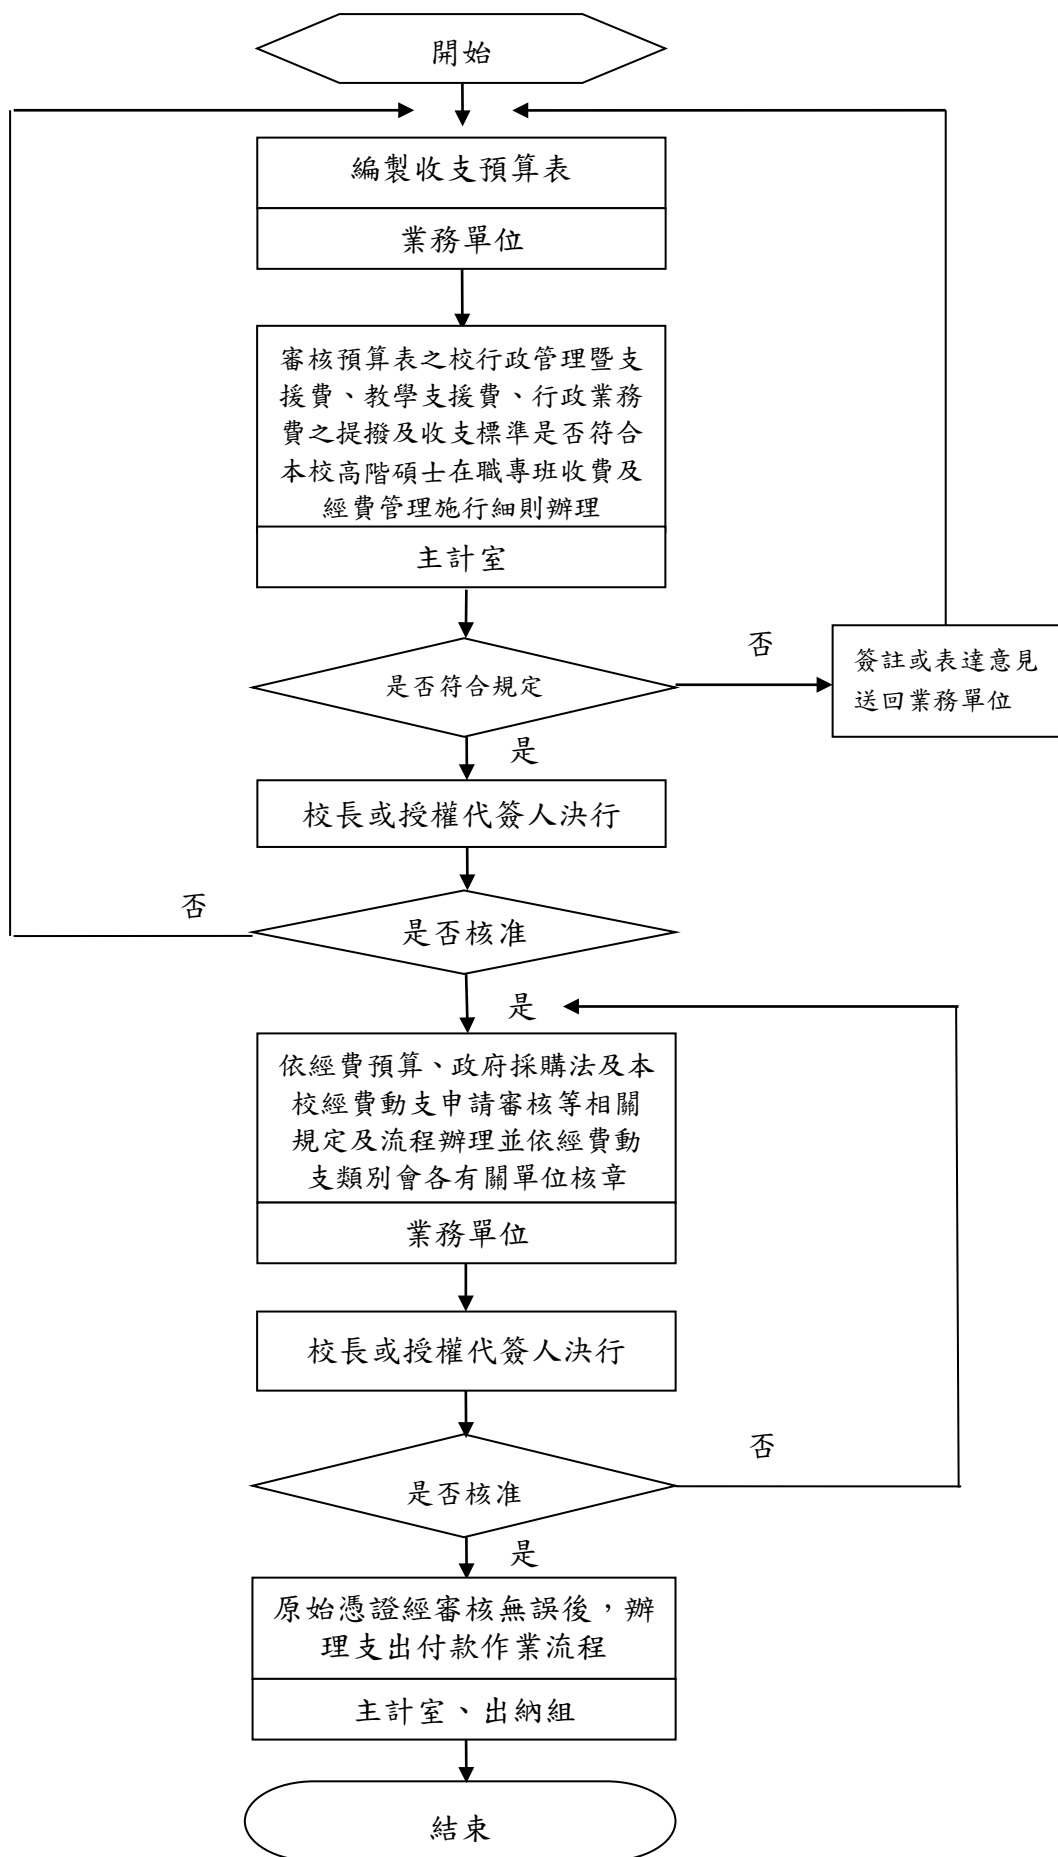 開始
編製收支預算表
業務單位
審核預算表之校行政管理暨支
援費、教學支援費、行政業務
費之提撥及收支標準是否符合
本校高階碩士在職專班收費及
經費管理施行細則辦理
主計室
是否符合規定
否
簽註或表達意見
送回業務單位
是
校長或授權代簽人決行
否
是否核准
是
依經費預算、政府採購法及本
校經費動支申請審核等相關
規定及流程辦理並依經費動
支類別會各有關單位核章
業務單位
校長或授權代簽人決行
否
是否核准
是
原始憑證經審核無誤後，辦
理支出付款作業流程
主計室、出納組
結束